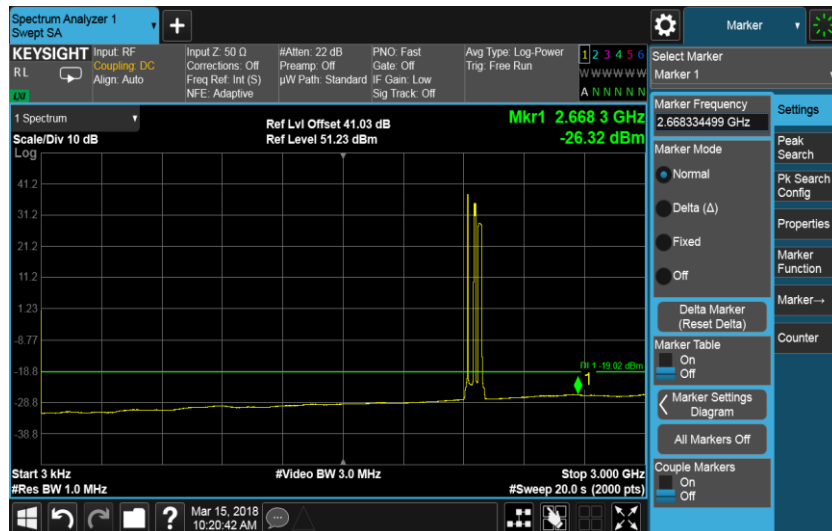 Spectrum Analyzer 1
Swept SA
+
Marker
KEYSIGHT
RL
LXI
Input: RF
Coupling: DC
Align: Auto
Input Z: 50 Ω
Corrections: Off
Freq Ref: Int (S)
NFE: Adaptive
#Atten: 22 dB
Preamp: Off
µW Path: Standard
PNO: Fast
Gate: Off
IF Gain: Low
Sig Track: Off
Avg Type: Log-Power
Trig: Free Run
1 2 3 4 5 6
W W W W W W
A N N N N N
Select Marker
Marker 1
1 Spectrum
Scale/Div 10 dB
Log
Ref Lvl Offset 41.03 dB
Ref Level 51.23 dBm
Mkr1 2.668 3 GHz
-26.32 dBm
41.2
31.2
21.2
11.2
1.23
-8.77
-18.8
-28.8
-38.8
DL 1 -19.02 dBm
1
Start 3 kHz
#Res BW 1.0 MHz
#Video BW 3.0 MHz
Stop 3.000 GHz
#Sweep 20.0 s (2000 pts)
Marker Frequency
2.668334499 GHz
Marker Mode
Normal
Delta (Δ)
Fixed
Off
Delta Marker
(Reset Delta)
Marker Table
On
Off
Marker Settings
Diagram
All Markers Off
Couple Markers
On
Off
Settings
Peak
Search
Pk Search
Config
Properties
Marker
Function
Marker→
Counter
?
Mar 15, 2018
10:20:42 AM